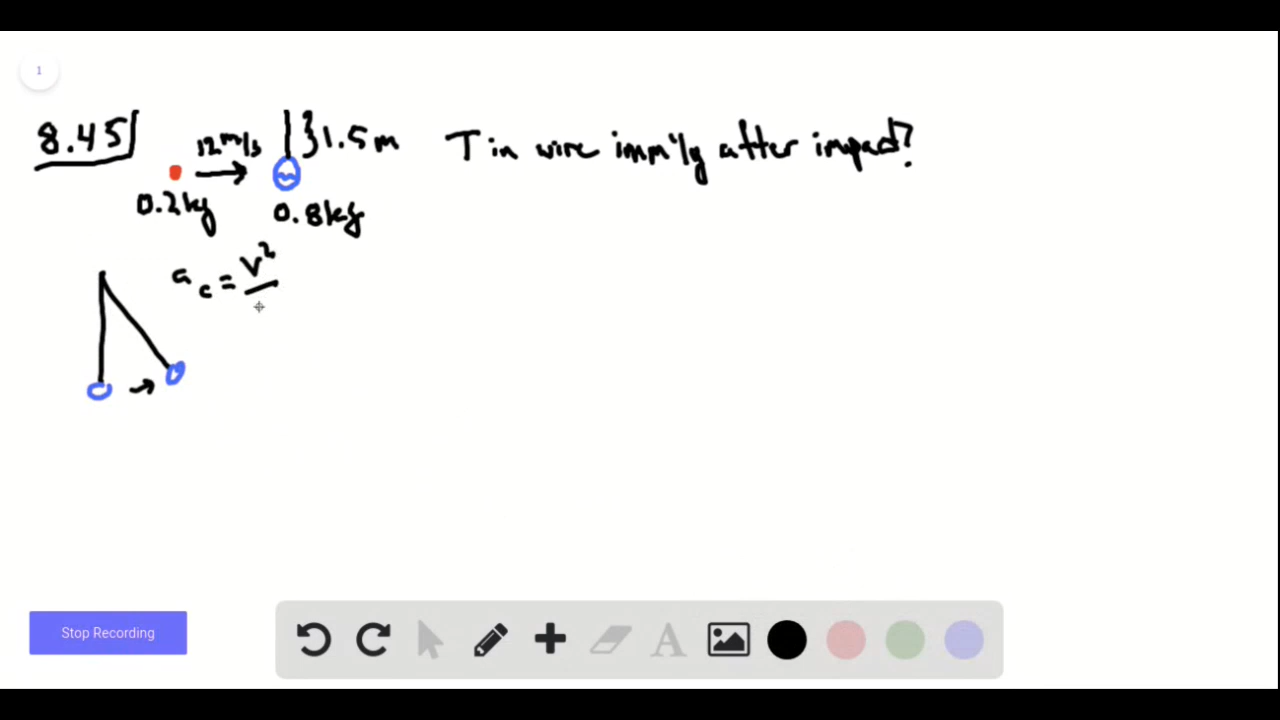 1
8.45
12 m/s
}1.5 m
T in wire imm'ly after impact?
0.2kg
0.8kg
a_c = v²
Stop Recording
A